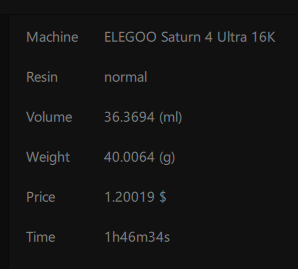 Machine ELEGOO Saturn 4 Ultra 16K
Resin normal
Volume 36.3694 (ml)
Weight 40.0064 (g)
Price 1.20019 $
Time 1h46m34s